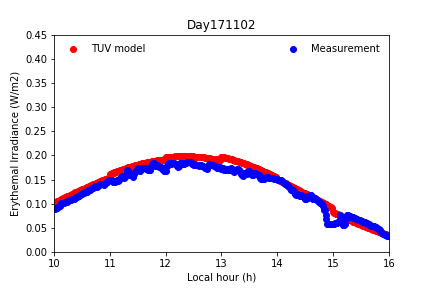 Day171102
TUV model
Measurement
Erythemal Irradiance (W/m2)
0.45
0.40
0.35
0.30
0.25
0.20
0.15
0.10
0.05
0.00
10 11 12 13 14 15 16
Local hour (h)